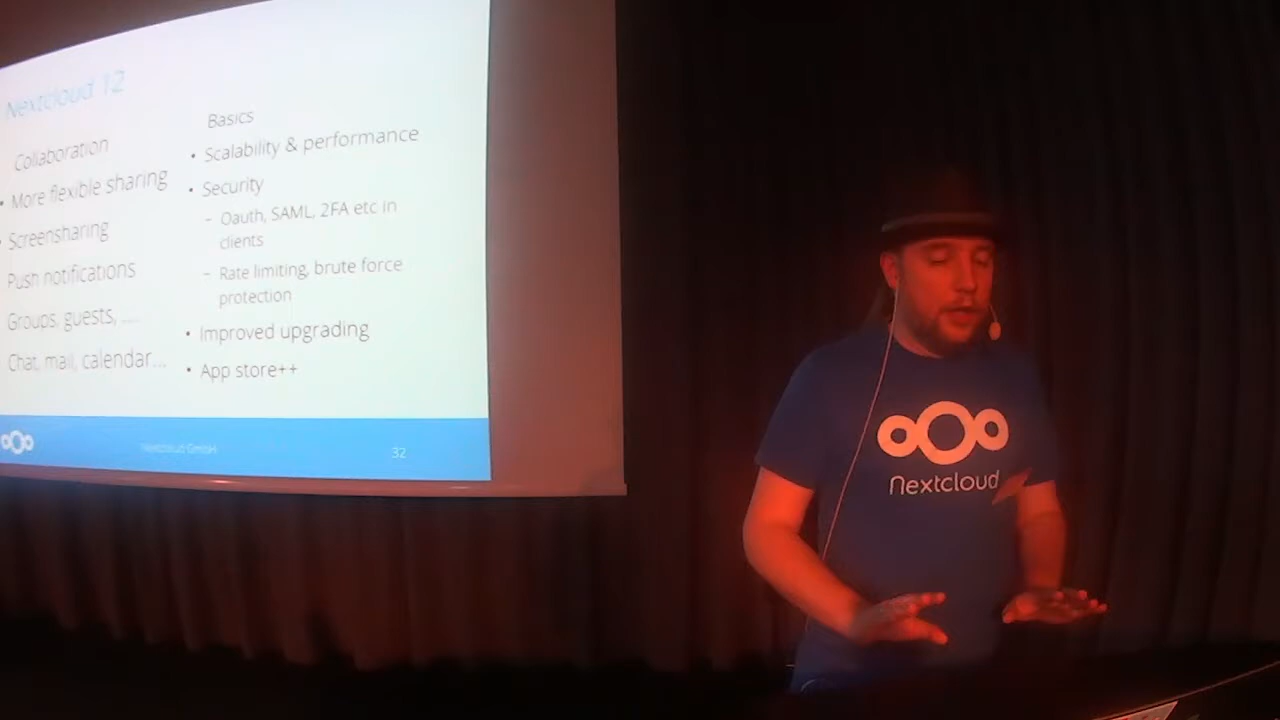 Nextcloud 12
Collaboration
• More flexible sharing
• Screensharing
Push notifications
Groups, guests, ....
Chat, mail, calendar...
Basics
• Scalability & performance
• Security
– Oauth, SAML, 2FA etc in
clients
– Rate limiting, brute force
protection
• Improved upgrading
• App store++
Nextcloud GmbH
32
Nextcloud